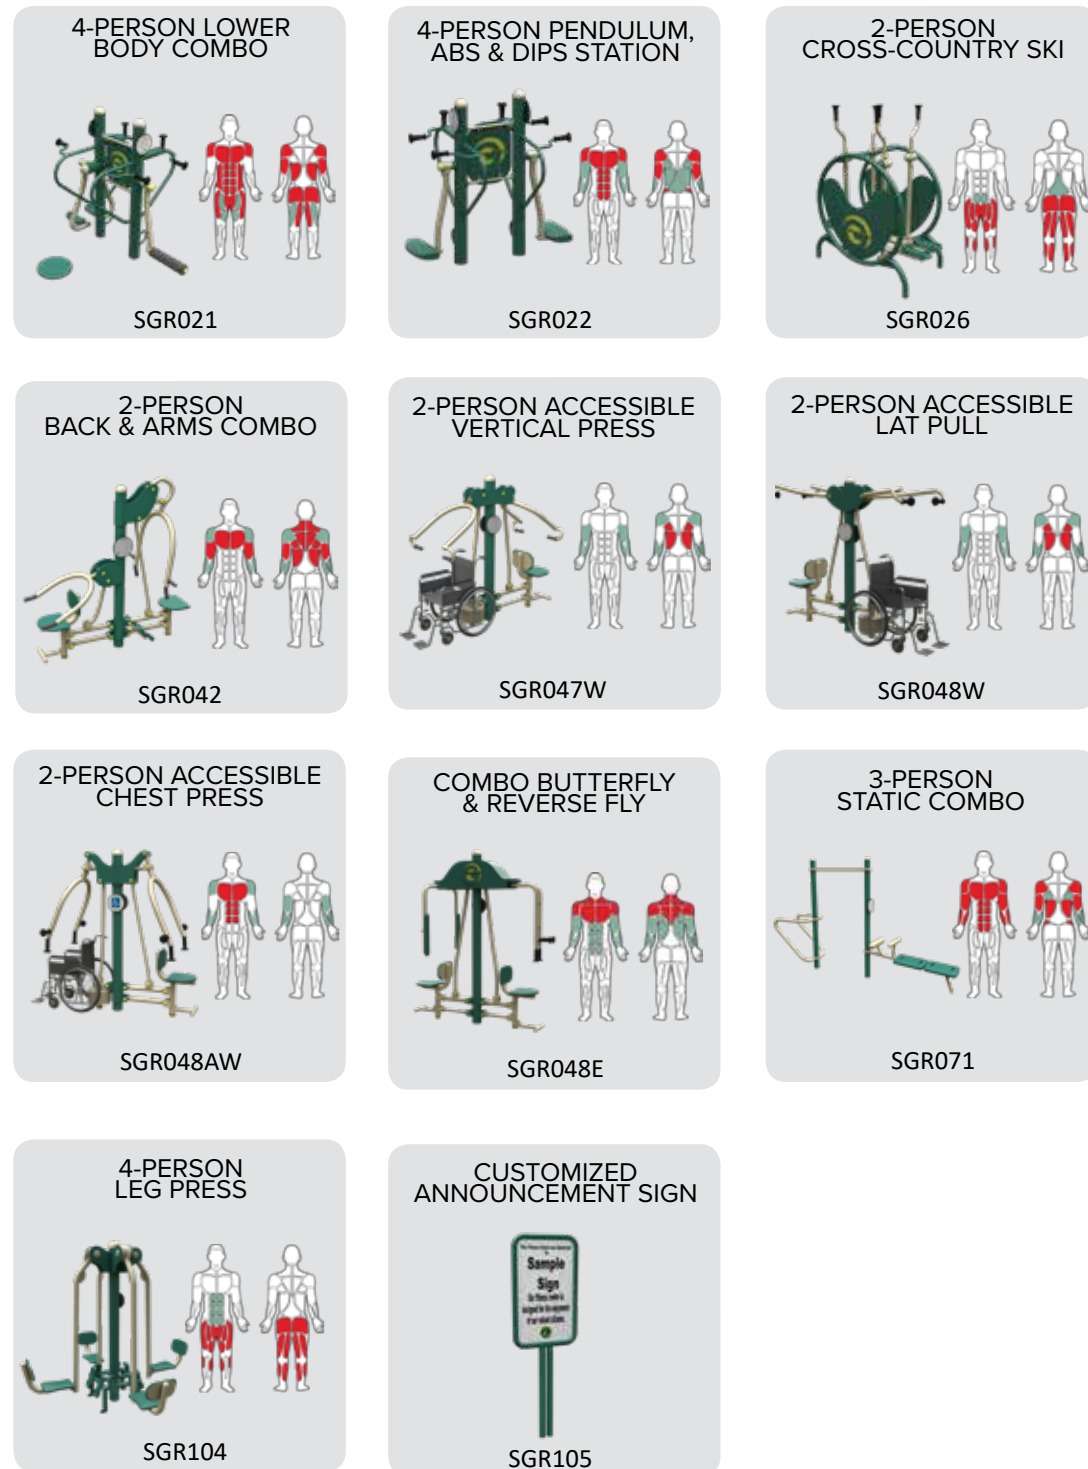 4-PERSON LOWER
BODY COMBO
SGR021
4-PERSON PENDULUM,
ABS & DIPS STATION
SGR022
2-PERSON
CROSS-COUNTRY SKI
SGR026
2-PERSON
BACK & ARMS COMBO
SGR042
2-PERSON ACCESSIBLE
VERTICAL PRESS
SGR047W
2-PERSON ACCESSIBLE
LAT PULL
SGR048W
2-PERSON ACCESSIBLE
CHEST PRESS
SGR048AW
COMBO BUTTERFLY
& REVERSE FLY
SGR048E
3-PERSON
STATIC COMBO
SGR071
4-PERSON
LEG PRESS
SGR104
CUSTOMIZED
ANNOUNCEMENT SIGN
Sample
Sign
SGR105